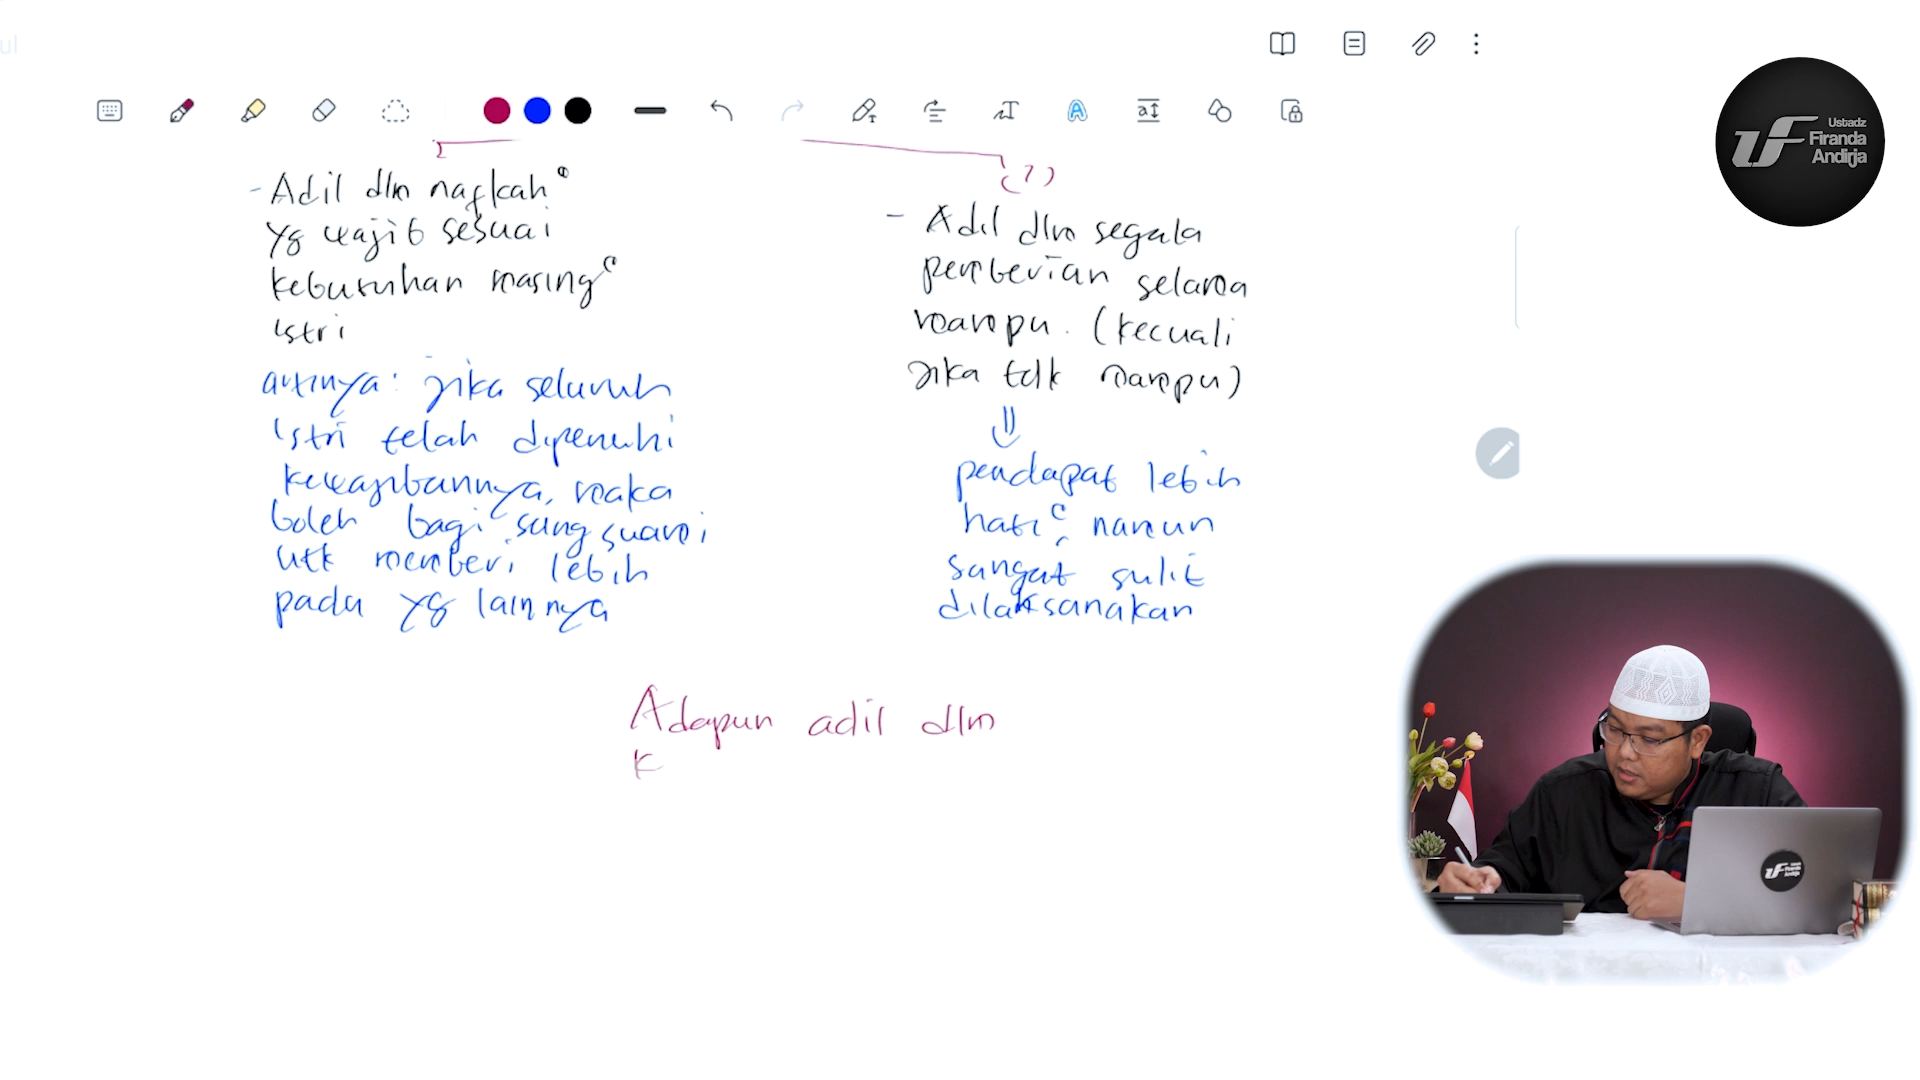 ul
Ustadz
Firanda
Andirja
- Adil dlm nafkah²
yg wajib sesuai
kebutuhan masing²
istri
artinya: jika seluruh
istri telah dipenuhi
kewajibannya, maka
boleh bagi sang suami
utk memberi lebih
pada yg lainnya
(?)
- Adil dlm segala
pemberian selama
mampu. (kecuali
jika tdk mampu)
⇓
pendapat lebih
hati², namun
sangat sulit
dilaksanakan
Adapun adil dlm
k